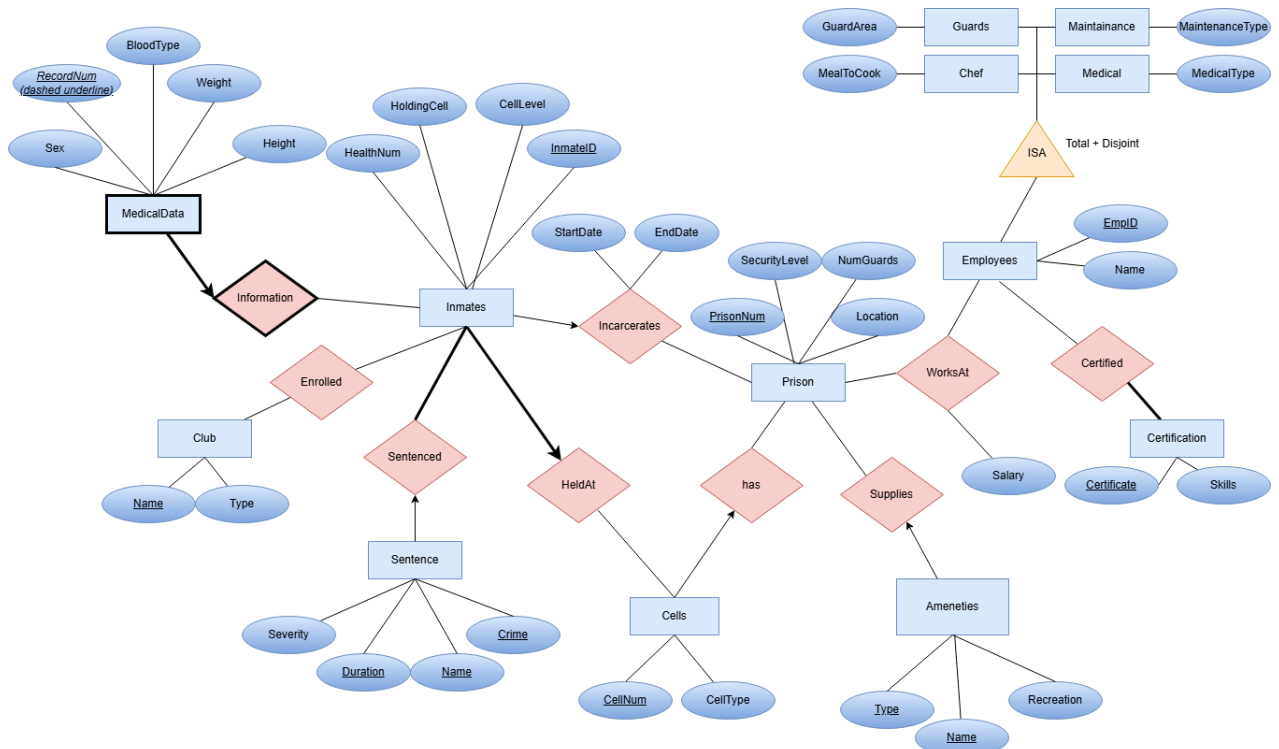 GuardArea
Guards
Maintainance
MaintenanceType
MealToCook
Chef
Medical
MedicalType
ISA
Total + Disjoint
BloodType
RecordNum
(dashed underline)
Weight
Sex
Height
MedicalData
HoldingCell
CellLevel
HealthNum
InmateID
StartDate
EndDate
SecurityLevel
NumGuards
PrisonNum
Location
Employees
EmpID
Name
Information
Inmates
Incarcerates
Prison
WorksAt
Certified
Enrolled
Club
Name
Type
Sentenced
HeldAt
has
Supplies
Salary
Certification
Certificate
Skills
Sentence
Severity
Duration
Name
Crime
Cells
CellNum
CellType
Ameneties
Type
Name
Recreation